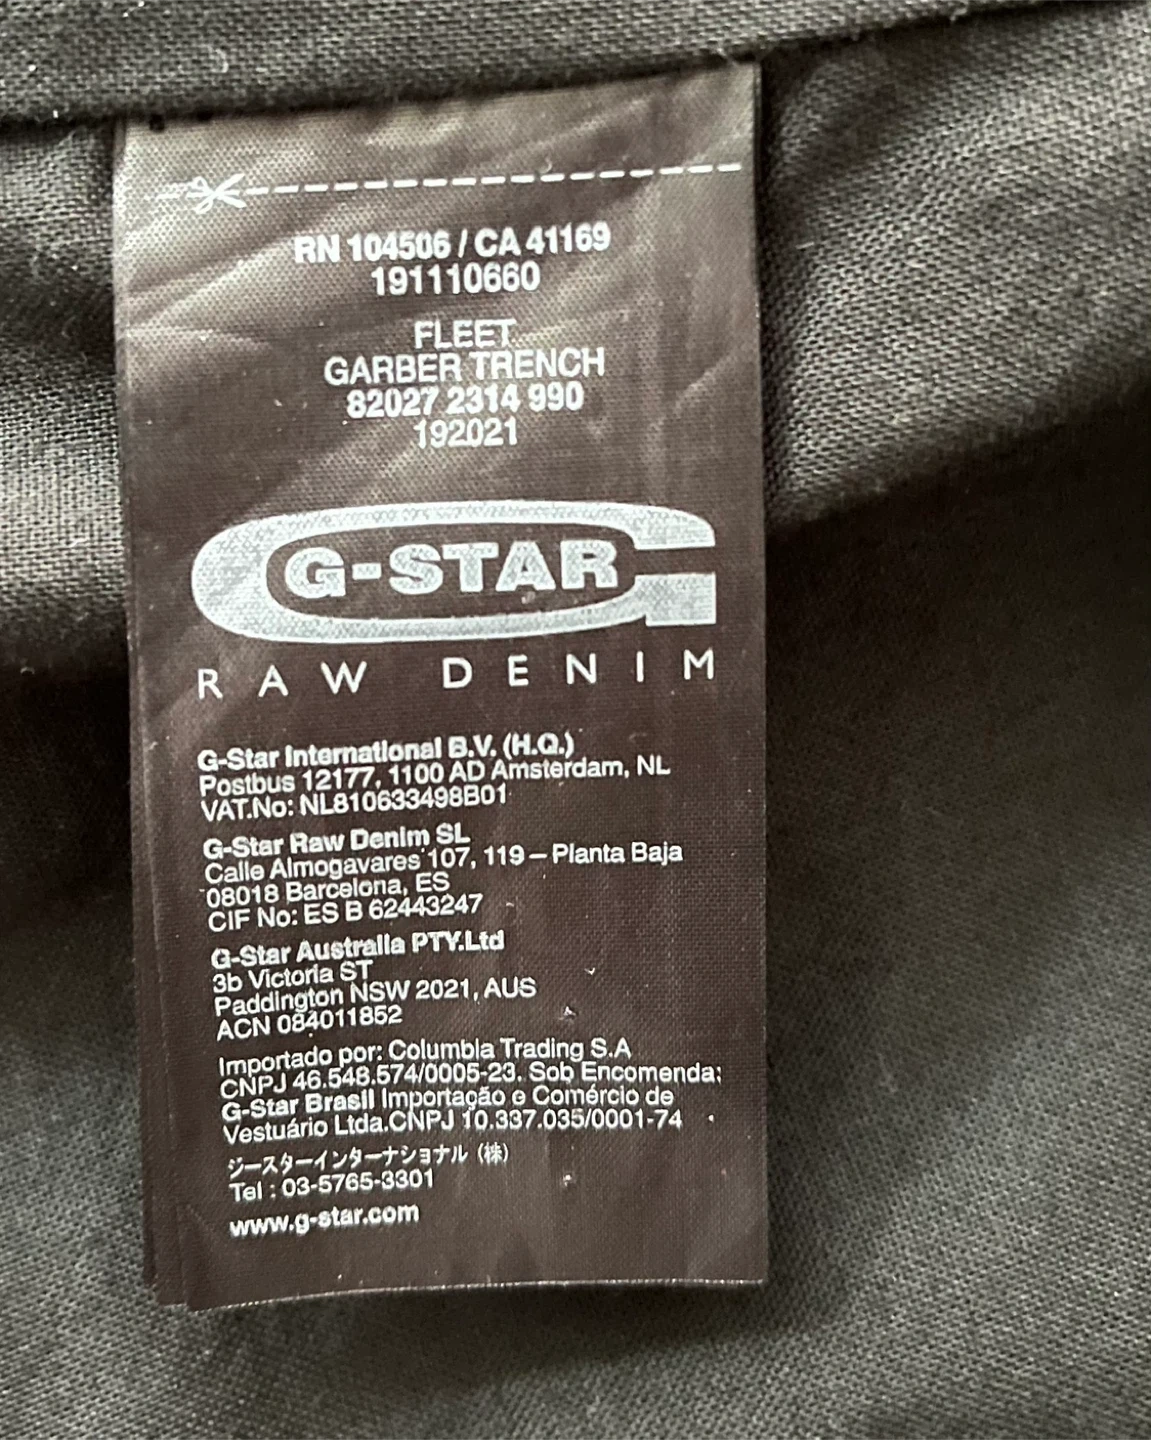 RN 104506 / CA 41169
191110660
FLEET
GARBER TRENCH
82027 2314 990
192021
G-STAR
RAW DENIM
G-Star International B.V. (H.Q.)
Postbus 12177, 1100 AD Amsterdam, NL
VAT.No: NL810633498B01
G-Star Raw Denim SL
Calle Almogavares 107, 119 – Planta Baja
08018 Barcelona, ES
CIF No: ES B 62443247
G-Star Australia PTY.Ltd
3b Victoria ST
Paddington NSW 2021, AUS
ACN 084011852
Importado por: Columbia Trading S.A
CNPJ 46.548.574/0005-23. Sob Encomenda:
G-Star Brasil Importação e Comércio de
Vestuário Ltda.CNPJ 10.337.035/0001-74
ジースターインターナショナル（株）
Tel : 03-5765-3301
www.g-star.com